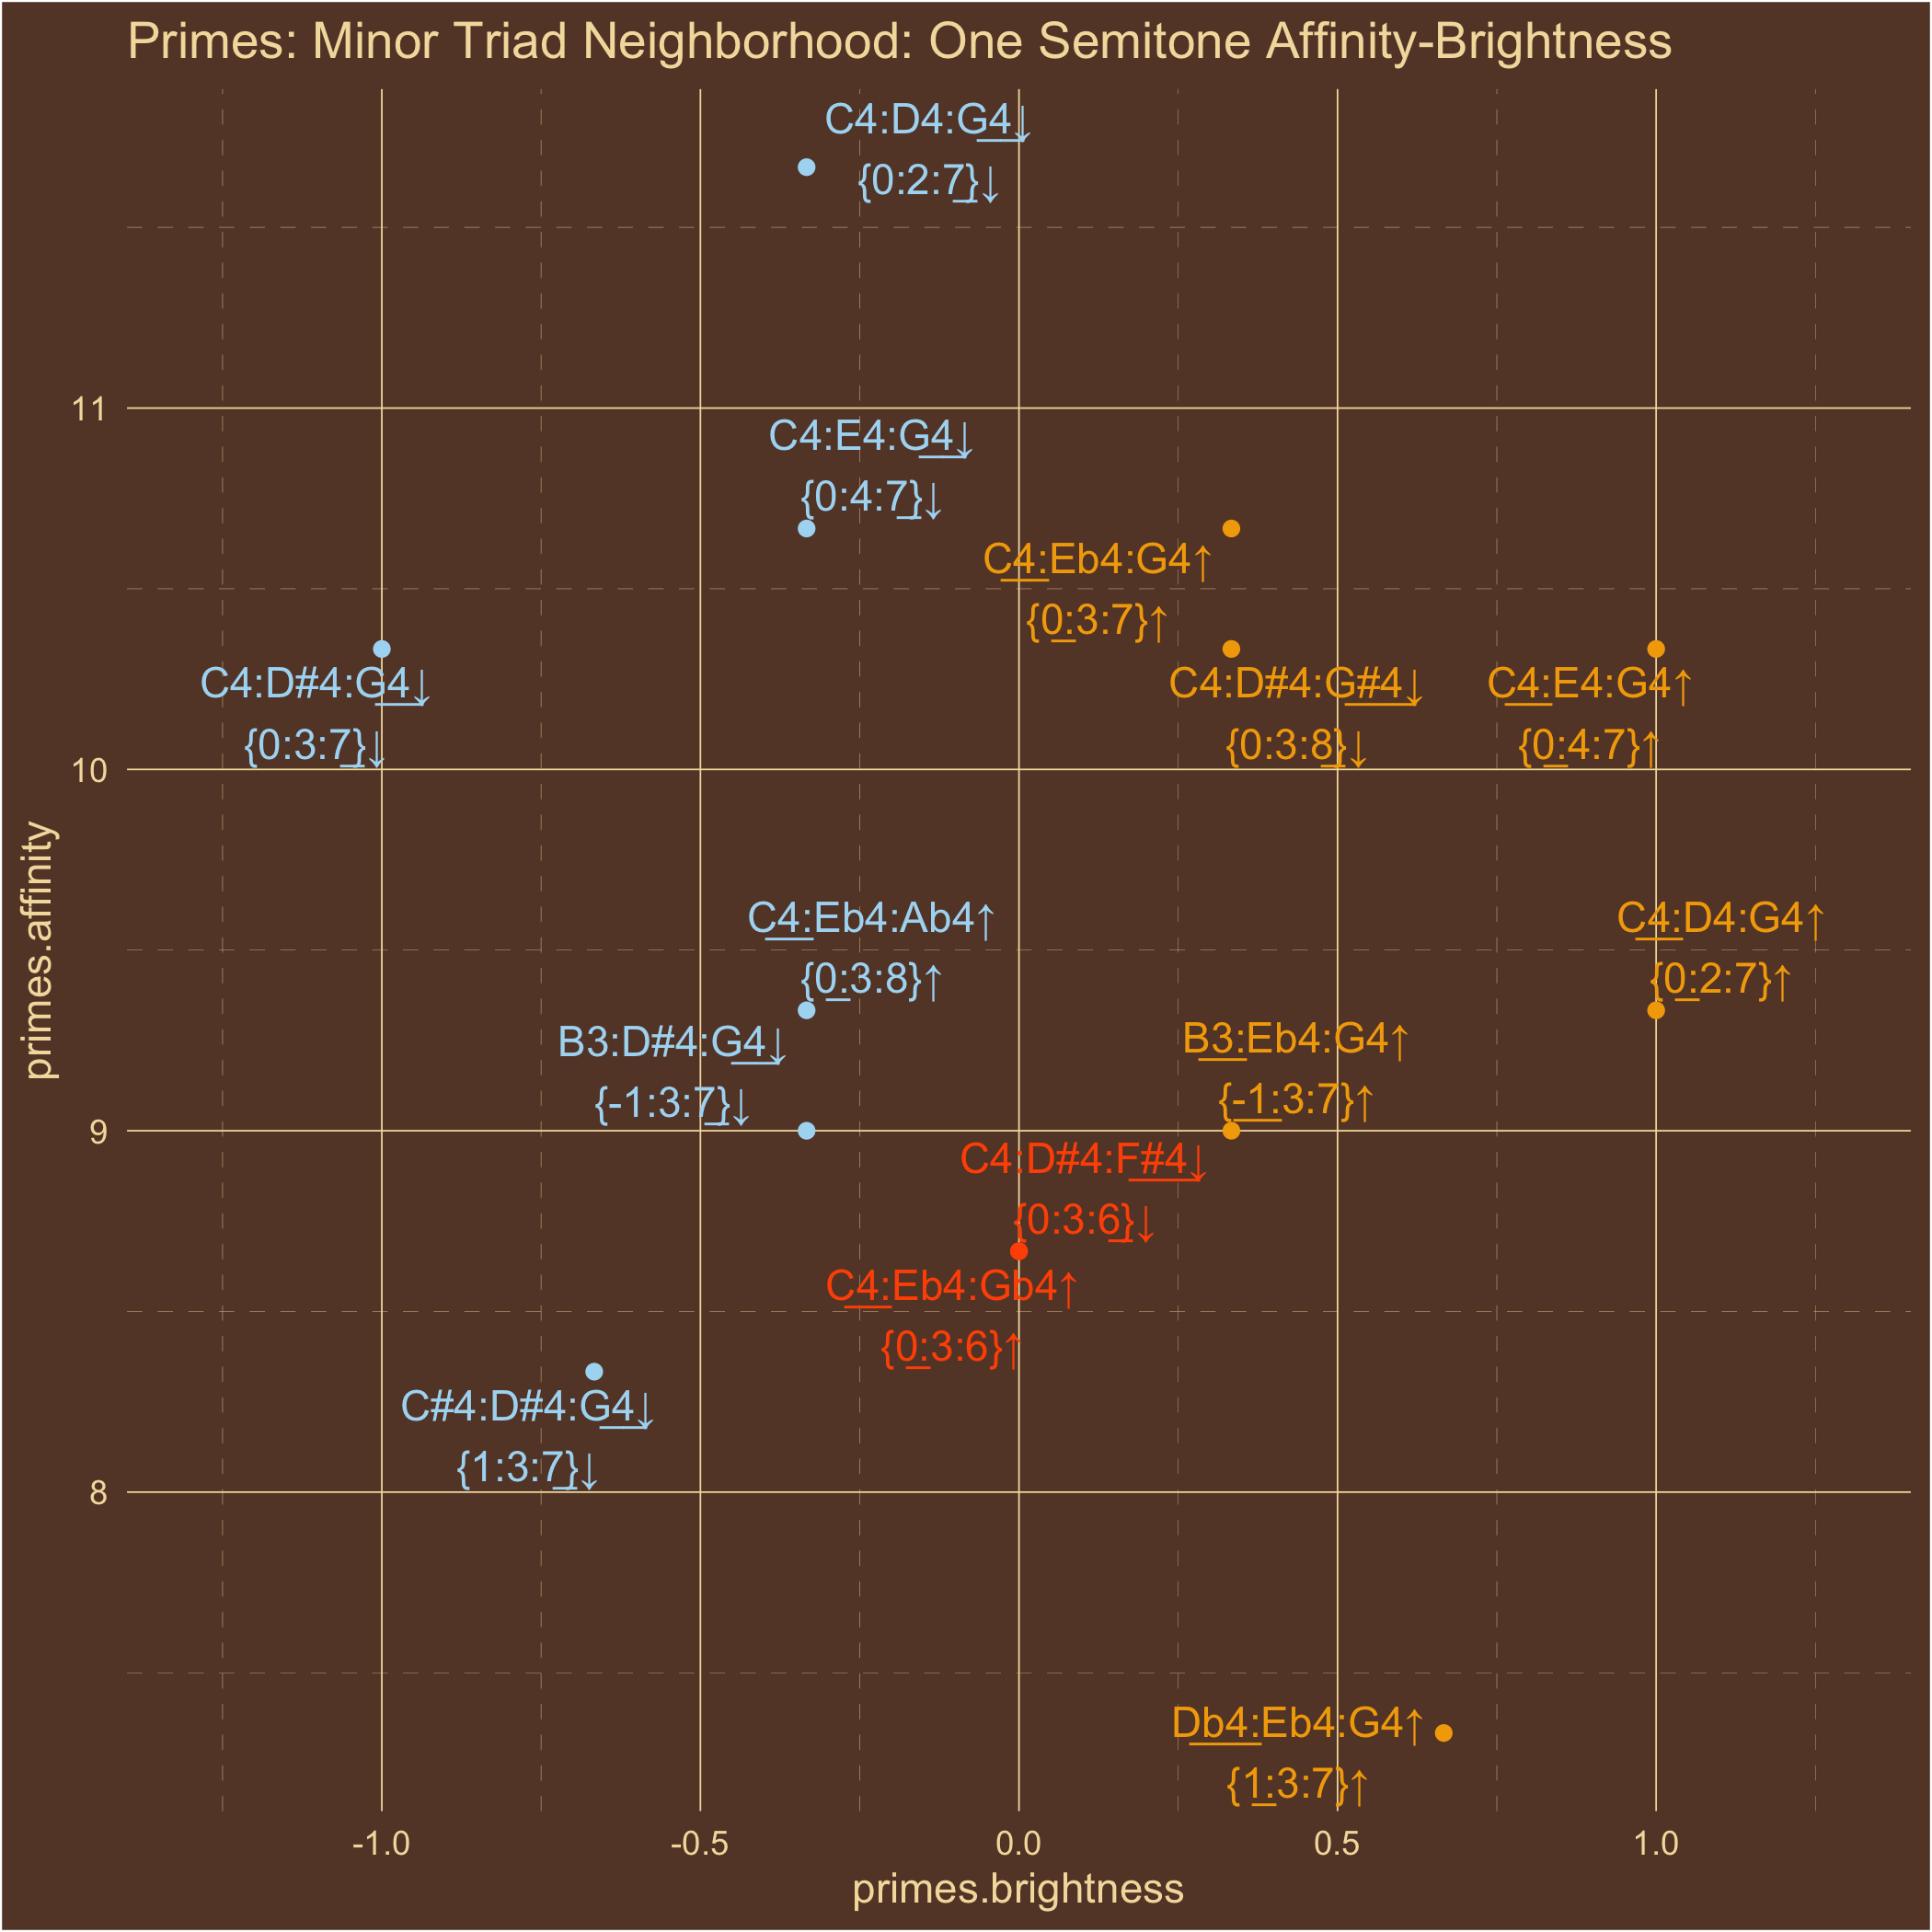 Primes: Minor Triad Neighborhood: One Semitone Affinity-Brightness
C4:D4:G4↓
{0:2:7}↓
11
C4:E4:G4↓
{0:4:7}↓
C4:Eb4:G4↑
{0:3:7}↑
C4:D#4:G4↓
{0:3:7}↓
C4:D#4:G#4↓
{0:3:8}↓
C4:E4:G4↑
{0:4:7}↑
10
primes.affinity
C4:Eb4:Ab4↑
{0:3:8}↑
C4:D4:G4↑
{0:2:7}↑
B3:D#4:G4↓
{-1:3:7}↓
B3:Eb4:G4↑
{-1:3:7}↑
9
C4:D#4:F#4↓
{0:3:6}↓
C4:Eb4:Gb4↑
{0:3:6}↑
C#4:D#4:G4↓
{1:3:7}↓
8
Db4:Eb4:G4↑
{1:3:7}↑
-1.0 -0.5 0.0 0.5 1.0
primes.brightness